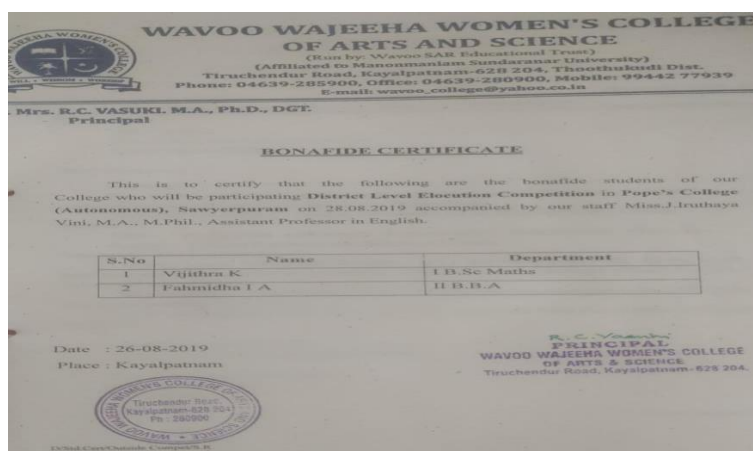 WAVOO WAJEEHA WOMEN'S COLLEGE
OF ARTS AND SCIENCE
(Run by: Wavoo SAR Educational Trust)
(Affiliated to Manonmaniam Sundaranar University)
Tiruchendur Road, Kayalpatnam-628 204, Thoothukudi Dist.
Phone: 04639-285900, Office: 04639-280900, Mobile: 99442 77939
E-mail: wavoo_college@yahoo.co.in
Mrs. R.C. VASUKI, M.A., Ph.D., DGT.
Principal
BONAFIDE CERTIFICATE
This is to certify that the following are the bonafide students of our
College who will be participating District Level Elocution Competition in Pope's College
(Autonomous), Sawyerpuram on 28.08.2019 accompanied by our staff Miss.J.Iruthaya
Vini, M.A., M.Phil., Assistant Professor in English.
S.No Name Department
1 Vijithra K I B.Sc Maths
2 Fahmidha I A II B.B.A
Date : 26-08-2019
Place : Kayalpatnam
PRINCIPAL
WAVOO WAJEEHA WOMEN'S COLLEGE
OF ARTS & SCIENCE
Tiruchendur Road, Kayalpatnam-628 204.
Tiruchendur Road,
Kayalpatnam-628 204
Ph : 280900